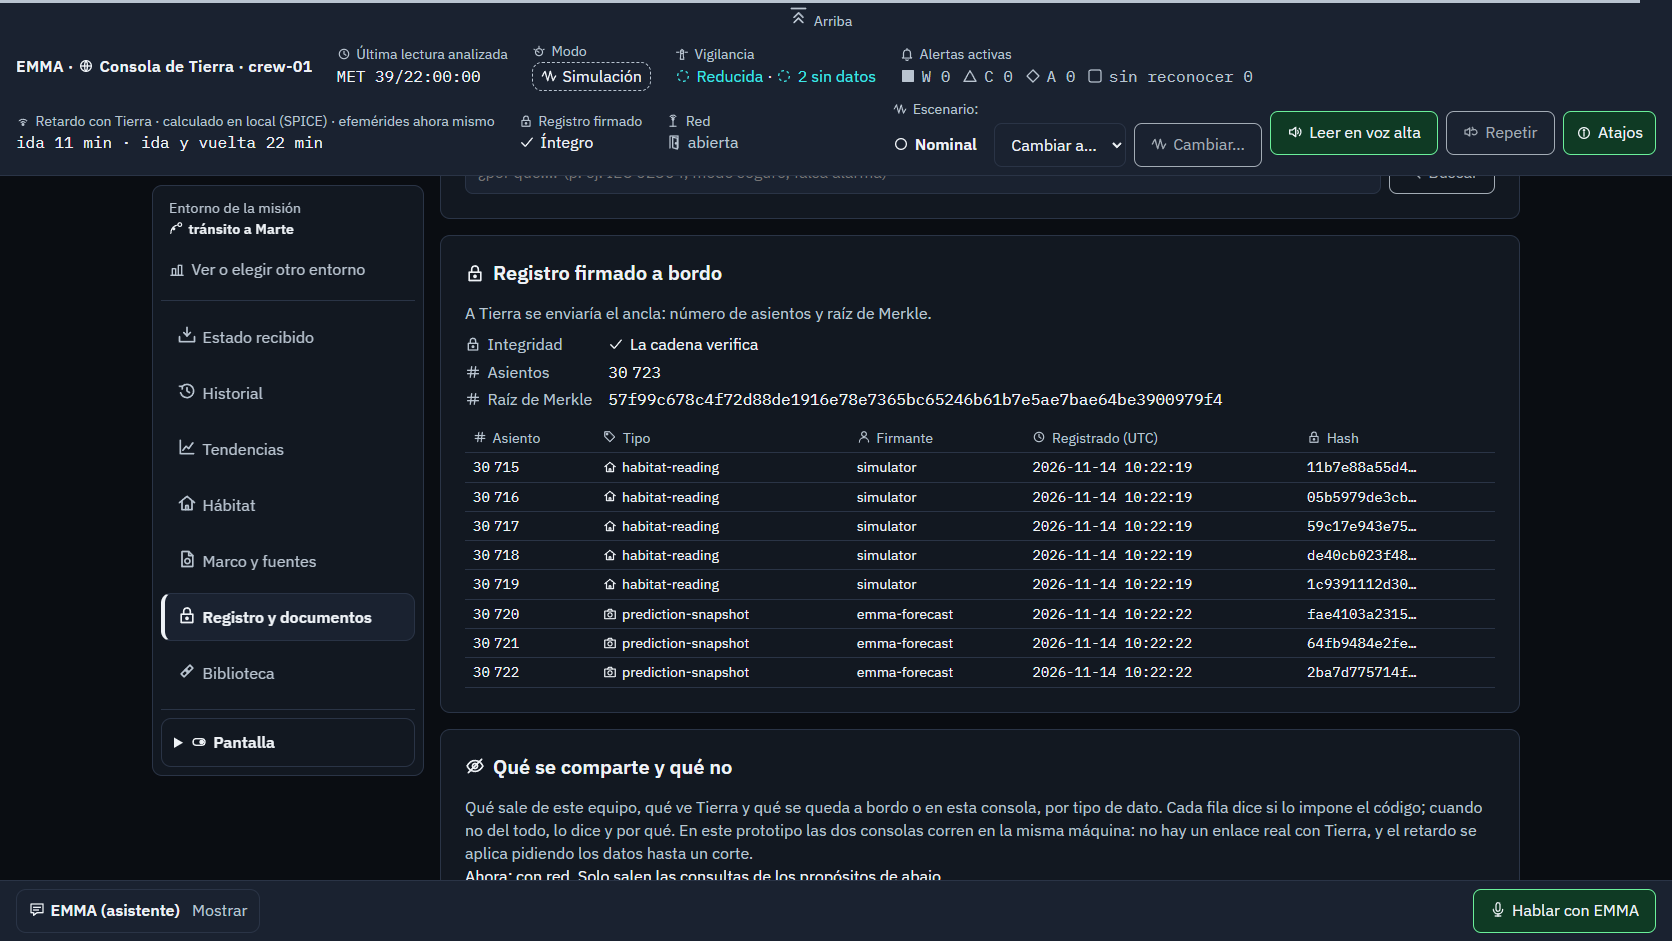 Arriba
EMMA · Consola de Tierra · crew-01
Última lectura analizada
MET 39/22:00:00
Modo
Simulación
Vigilancia
Reducida · 2 sin datos
Alertas activas
W 0 C 0 A 0 sin reconocer 0
Retardo con Tierra · calculado en local (SPICE) · efemérides ahora mismo
ida 11 min · ida y vuelta 22 min
Registro firmado
Íntegro
Red
abierta
Escenario:
Nominal
Cambiar a...
Cambiar...
Leer en voz alta
Repetir
Atajos
Entorno de la misión
tránsito a Marte
Ver o elegir otro entorno
Estado recibido
Historial
Tendencias
Hábitat
Marco y fuentes
Registro y documentos
Biblioteca
Pantalla
Registro firmado a bordo
A Tierra se enviaría el ancla: número de asientos y raíz de Merkle.
Integridad La cadena verifica
# Asientos 30 723
# Raíz de Merkle 57f99c678c4f72d88de1916e78e7365bc65246b61b7e5ae7bae64be3900979f4
# Asiento Tipo Firmante Registrado (UTC) Hash
30 715 habitat-reading simulator 2026-11-14 10:22:19 11b7e88a55d4…
30 716 habitat-reading simulator 2026-11-14 10:22:19 05b5979de3cb…
30 717 habitat-reading simulator 2026-11-14 10:22:19 59c17e943e75…
30 718 habitat-reading simulator 2026-11-14 10:22:19 de40cb023f48…
30 719 habitat-reading simulator 2026-11-14 10:22:19 1c9391112d30…
30 720 prediction-snapshot emma-forecast 2026-11-14 10:22:22 fae4103a2315…
30 721 prediction-snapshot emma-forecast 2026-11-14 10:22:22 64fb9484e2fe…
30 722 prediction-snapshot emma-forecast 2026-11-14 10:22:22 2ba7d775714f…
Qué se comparte y qué no
Qué sale de este equipo, qué ve Tierra y qué se queda a bordo o en esta consola, por tipo de dato. Cada fila dice si lo impone el código; cuando
no del todo, lo dice y por qué. En este prototipo las dos consolas corren en la misma máquina: no hay un enlace real con Tierra, y el retardo se
aplica pidiendo los datos hasta un corte.
Ahora: con red. Solo salen las consultas de los propósitos de abajo
EMMA (asistente) Mostrar
Hablar con EMMA